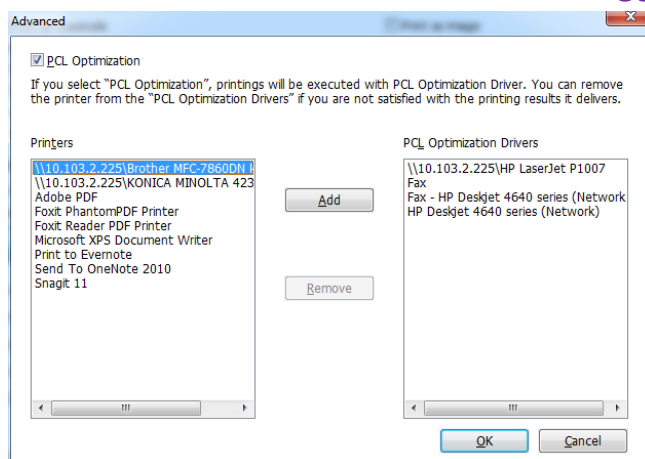 Advanced
Print as image
PCL Optimization
If you select "PCL Optimization", printings will be executed with PCL Optimization Driver. You can remove
the printer from the "PCL Optimization Drivers" if you are not satisfied with the printing results it delivers.
Printers
\\10.103.2.225\Brother MFC-7860DN
\\10.103.2.225\KONICA MINOLTA 423
Adobe PDF
Foxit PhantomPDF Printer
Foxit Reader PDF Printer
Microsoft XPS Document Writer
Print to Evernote
Send To OneNote 2010
Snagit 11
Add
Remove
PCL Optimization Drivers
\\10.103.2.225\HP LaserJet P1007
Fax
Fax - HP Deskjet 4640 series (Network
HP Deskjet 4640 series (Network)
OK
Cancel